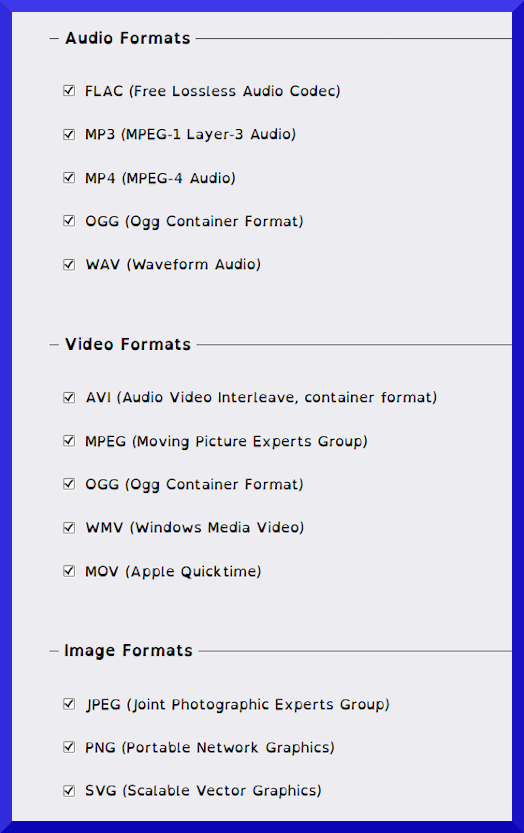 Audio Formats
FLAC (Free Lossless Audio Codec)
MP3 (MPEG-1 Layer-3 Audio)
MP4 (MPEG-4 Audio)
OGG (Ogg Container Format)
WAV (Waveform Audio)
Video Formats
AVI (Audio Video Interleave, container format)
MPEG (Moving Picture Experts Group)
OGG (Ogg Container Format)
WMV (Windows Media Video)
MOV (Apple Quicktime)
Image Formats
JPEG (Joint Photographic Experts Group)
PNG (Portable Network Graphics)
SVG (Scalable Vector Graphics)